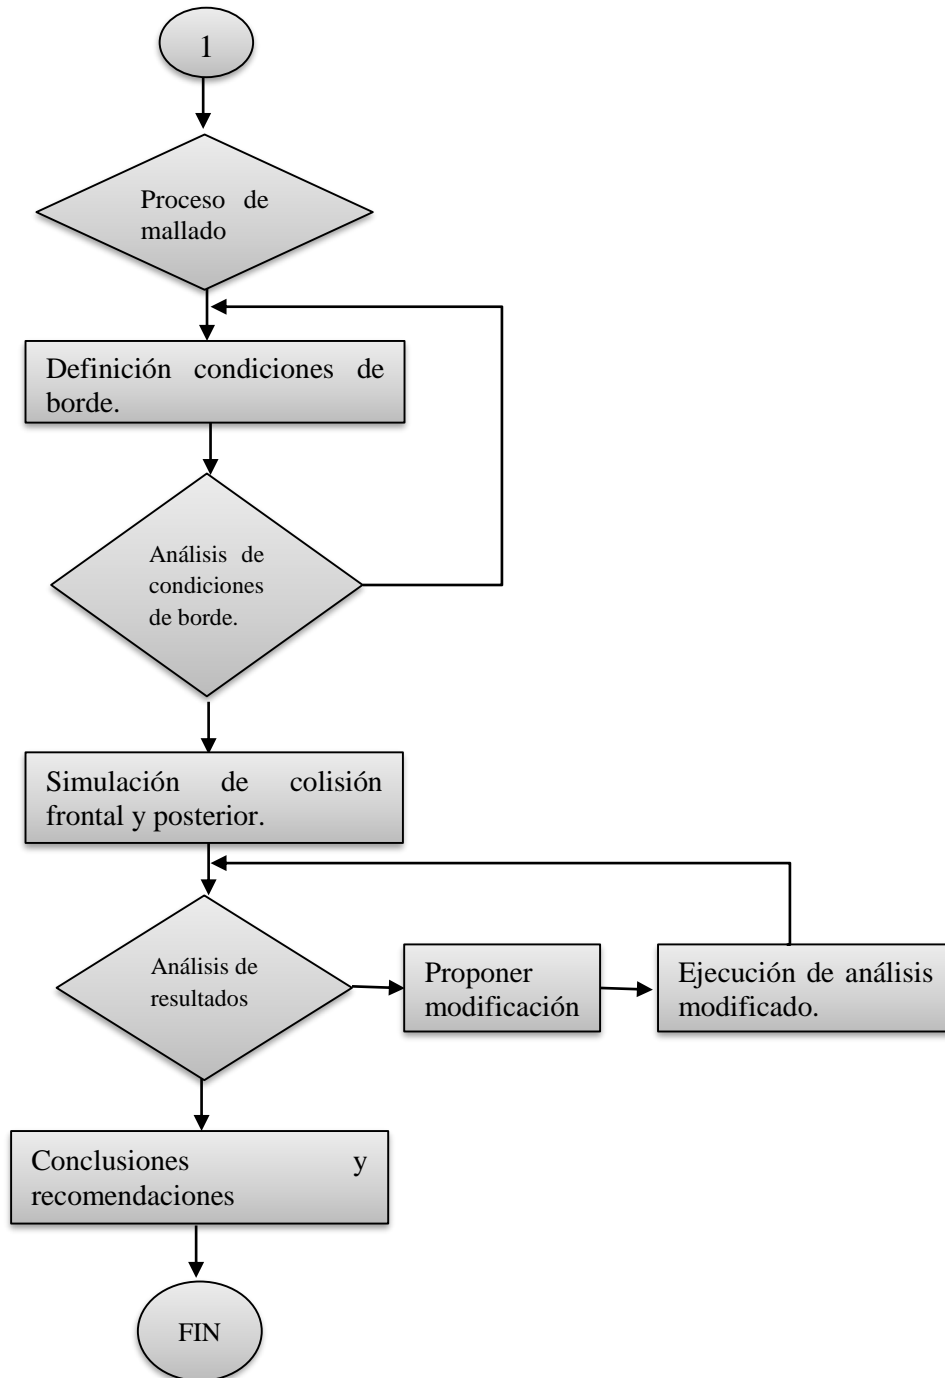 1
Proceso de
mallado
Definición condiciones de
borde.
Análisis de
condiciones
de borde.
Simulación de colisión
frontal y posterior.
Análisis de
resultados
Proponer
modificación
Ejecución de análisis
modificado.
Conclusiones y
recomendaciones
FIN